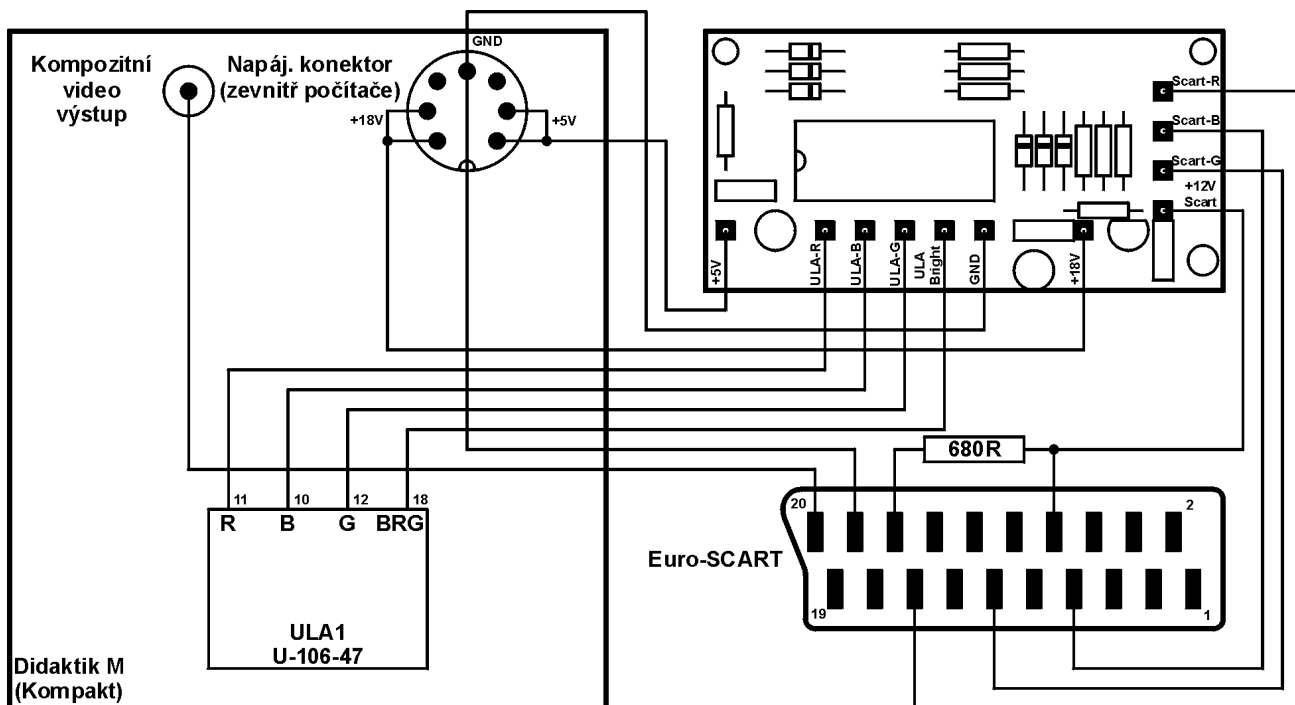 GND
Kompozitní
video
výstup
Napáj. konektor
(zevnitř počítače)
+18V
+5V
Scart-R
Scart-B
Scart-G
+12V
Scart
+5V
ULA-R
ULA-B
ULA-G
ULA
Bright
GND
+18V
680R
11
10
12
18
R
B
G
BRG
ULA1
U-106-47
Didaktik M
(Kompakt)
Euro-SCART
20
2
19
1